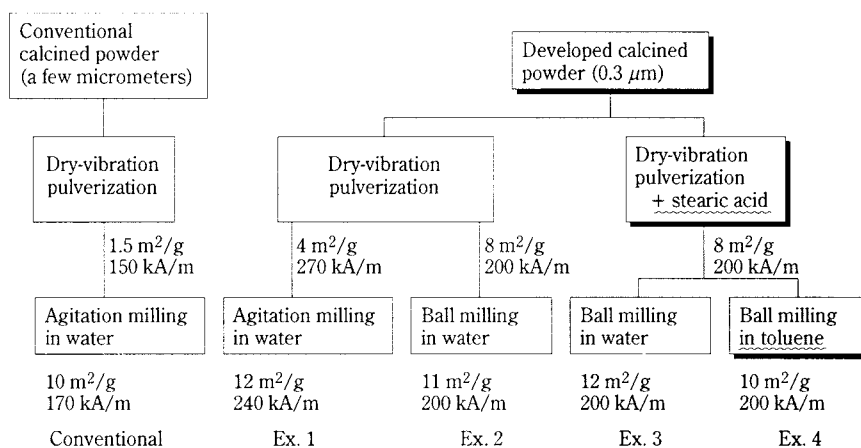 Conventional
calcined powder
(a few micrometers)
Developed calcined
powder (0.3 μm)
Dry-vibration
pulverization
Dry-vibration
pulverization
Dry-vibration
pulverization
+ stearic acid
1.5 m²/g
150 kA/m
4 m²/g
270 kA/m
8 m²/g
200 kA/m
8 m²/g
200 kA/m
Agitation milling
in water
Agitation milling
in water
Ball milling
in water
Ball milling
in water
Ball milling
in toluene
10 m²/g
170 kA/m
12 m²/g
240 kA/m
11 m²/g
200 kA/m
12 m²/g
200 kA/m
10 m²/g
200 kA/m
Conventional
Ex. 1
Ex. 2
Ex. 3
Ex. 4